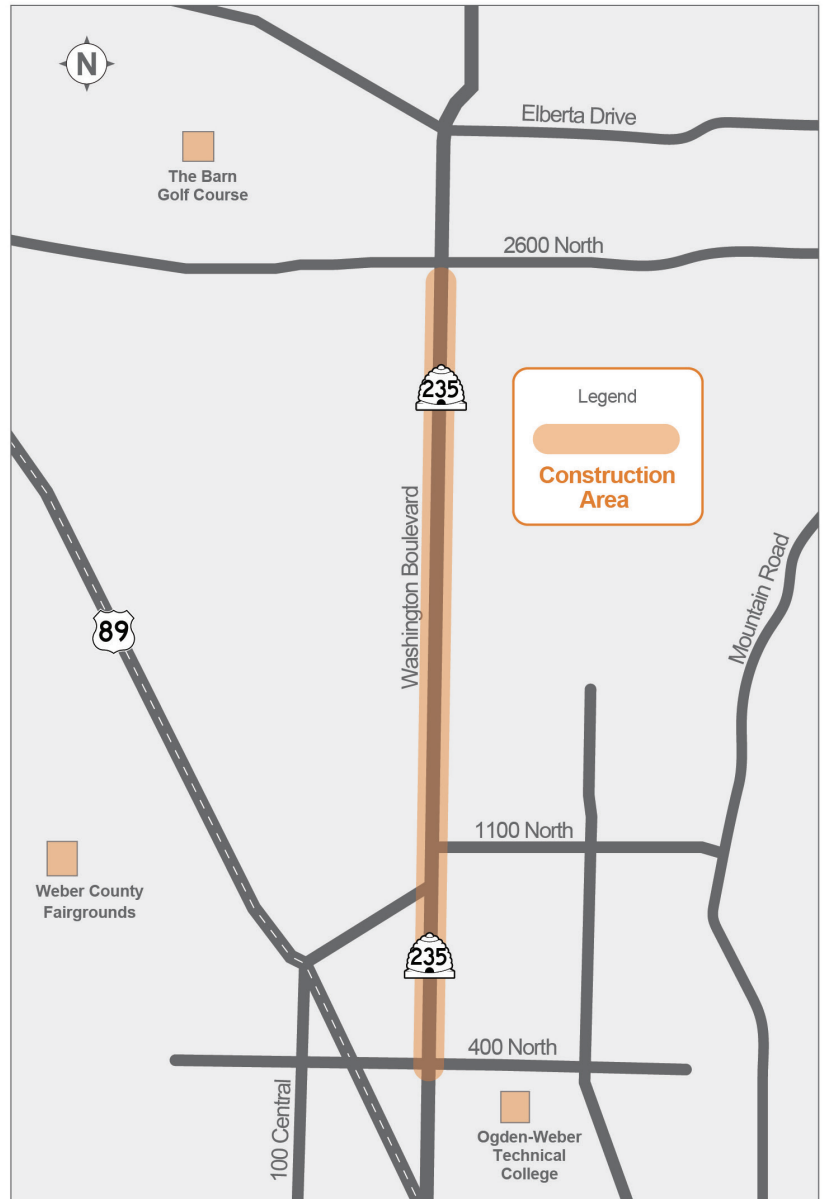 N
Elberta Drive
The Barn
Golf Course
2600 North
235
Legend
Construction
Area
Washington Boulevard
Mountain Road
89
1100 North
Weber County
Fairgrounds
235
400 North
100 Central
Ogden-Weber
Technical
College